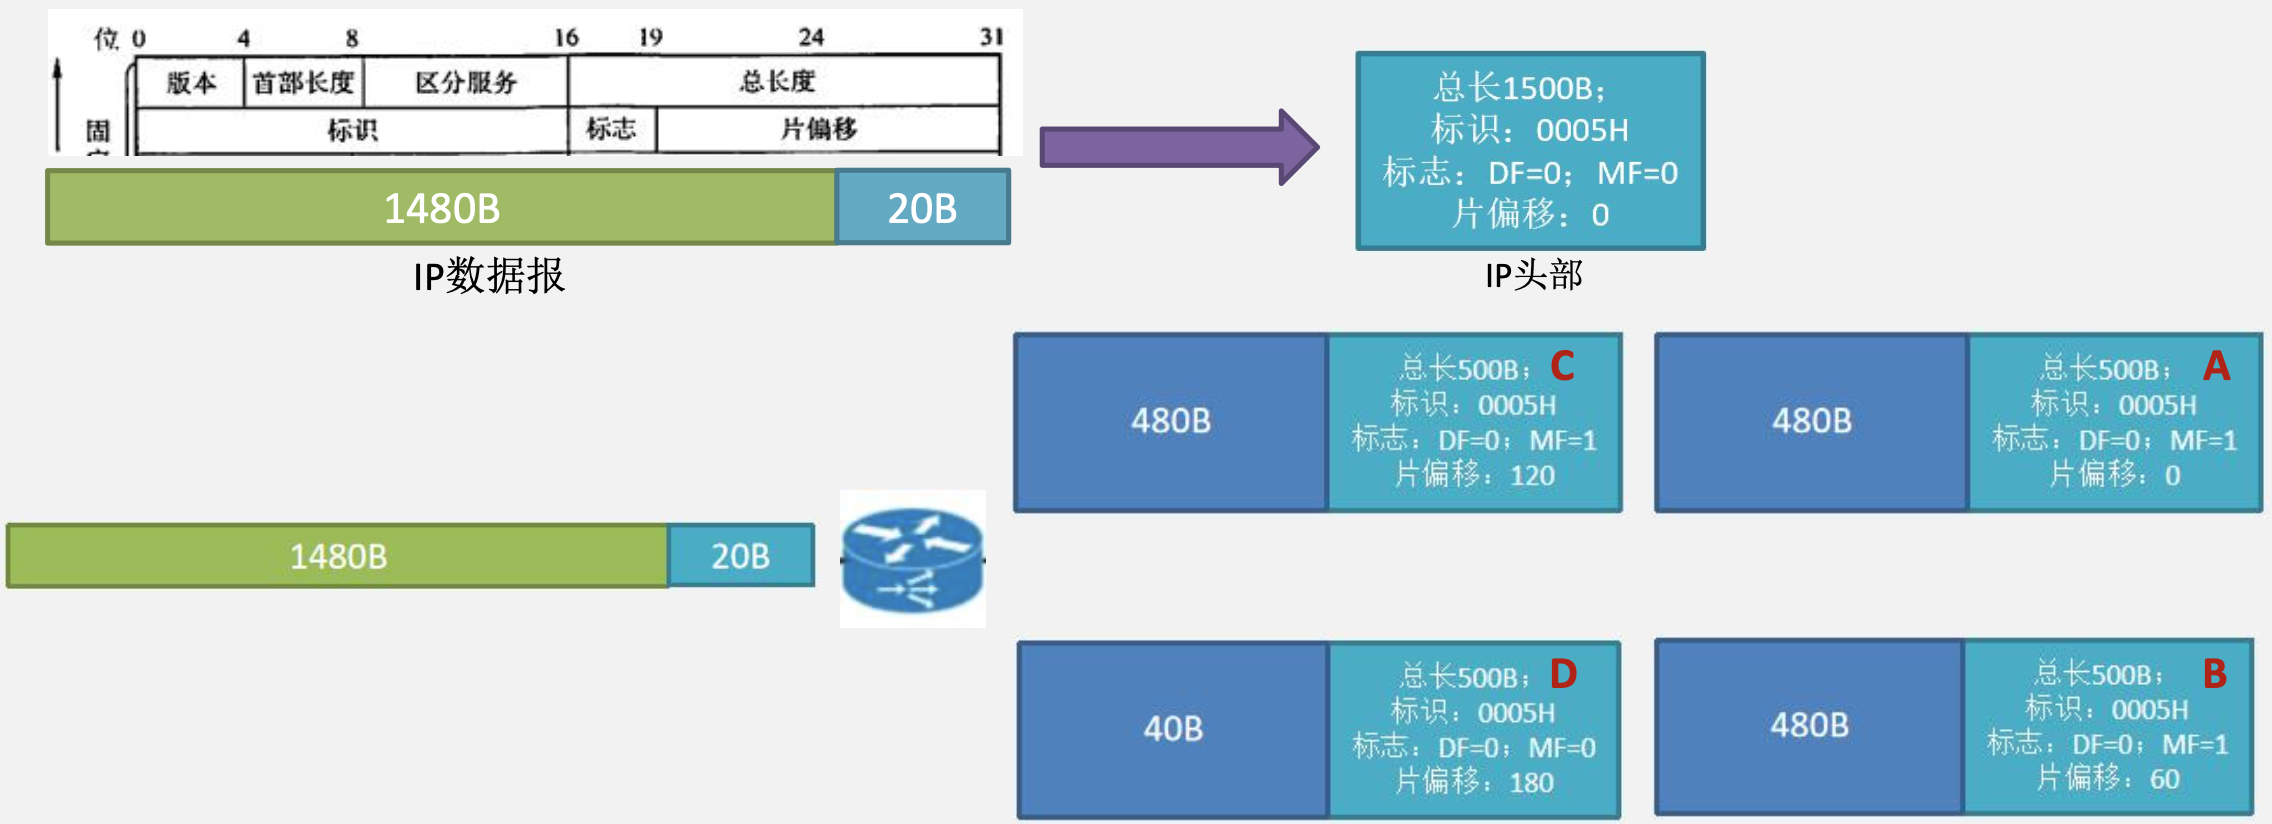 位 0 4 8 16 19 24 31
版本 首部长度 区分服务 总长度
固 标识 标志 片偏移
1480B 20B
IP数据报
总长1500B；
标识：0005H
标志：DF=0；MF=0
片偏移：0
IP头部
1480B 20B
480B
总长500B； C
标识：0005H
标志：DF=0；MF=1
片偏移：120
480B
总长500B； A
标识：0005H
标志：DF=0；MF=1
片偏移：0
40B
总长500B； D
标识：0005H
标志：DF=0；MF=0
片偏移：180
480B
总长500B； B
标识：0005H
标志：DF=0；MF=1
片偏移：60